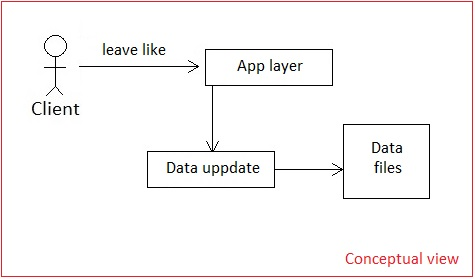 leave like
App layer
Client
Data uppdate
Data
files
Conceptual view